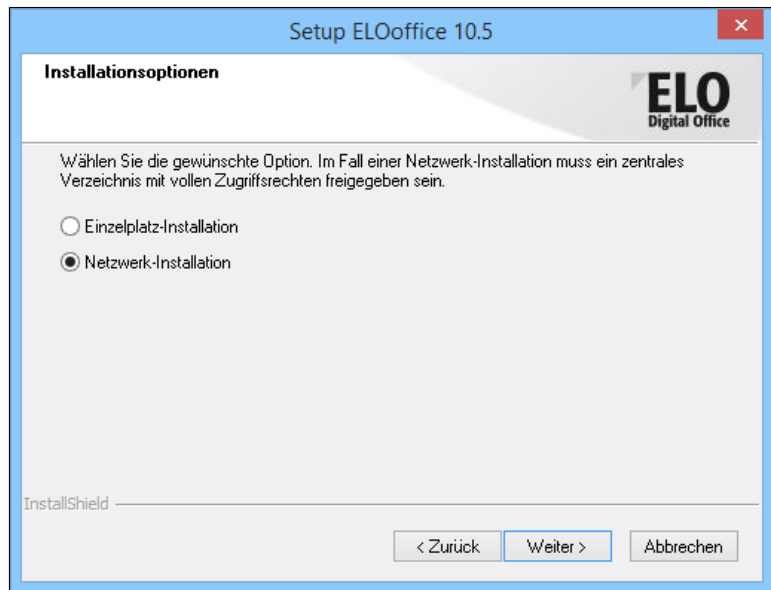 Setup ELOoffice 10.5
Installationsoptionen
ELO
Digital Office
Wählen Sie die gewünschte Option. Im Fall einer Netzwerk-Installation muss ein zentrales
Verzeichnis mit vollen Zugriffsrechten freigegeben sein.
Einzelplatz-Installation
Netzwerk-Installation
InstallShield
< Zurück
Weiter >
Abbrechen